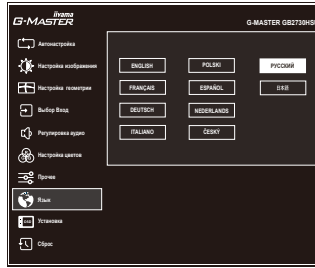 iiyama
G-MASTER
G-MASTER GB2730HSU
Автонастройка
Настройка изображения
Настройка геометрии
Выбор Вход
Регулировка аудио
Настройка цветов
Прочее
Язык
Установка
Сброс
ENGLISH
POLSKI
РУССКИЙ
FRANÇAIS
ESPAÑOL
日本語
DEUTSCH
NEDERLANDS
ITALIANO
ČESKÝ
OSD